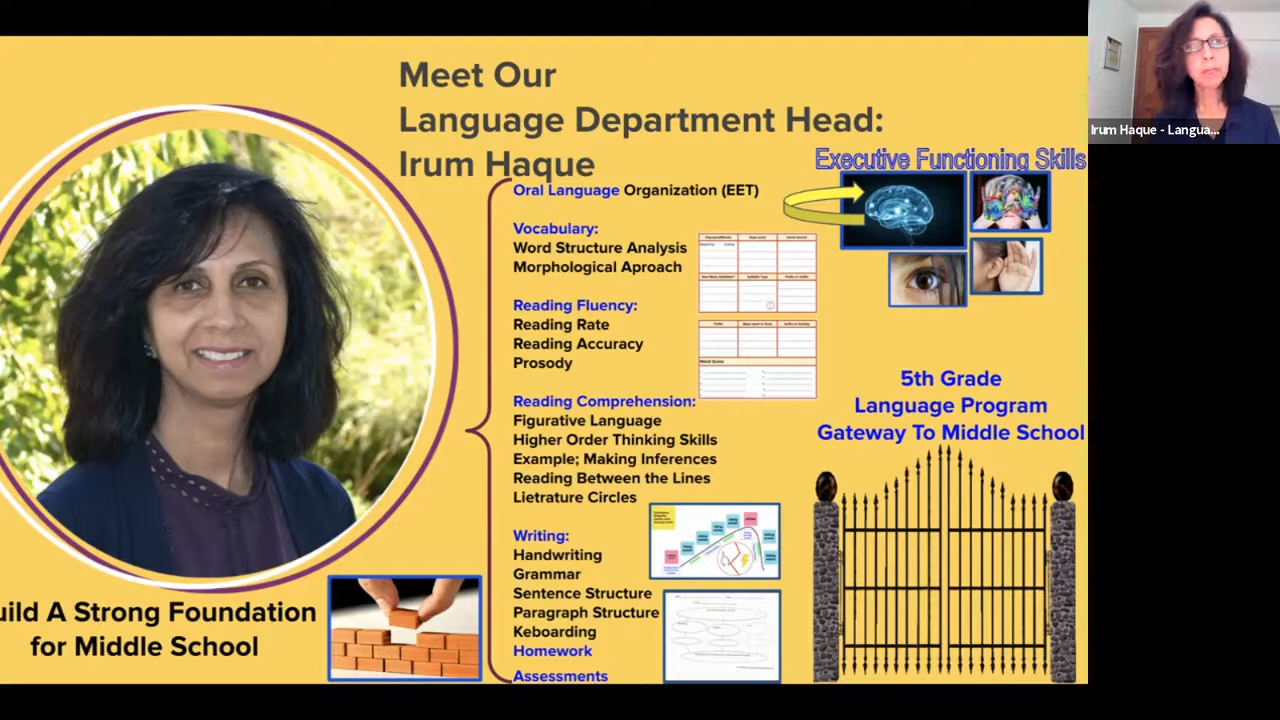 Meet Our
Language Department Head:
Irum Haque
Irum Haque - Langua...
Executive Functioning Skills
Oral Language Organization (EET)
Vocabulary:
Word Structure Analysis
Morphological Aproach
Reading Fluency:
Reading Rate
Reading Accuracy
Prosody
Reading Comprehension:
Figurative Language
Higher Order Thinking Skills
Example; Making Inferences
Reading Between the Lines
Lietrature Circles
Writing:
Handwriting
Grammar
Sentence Structure
Paragraph Structure
Keboarding
Homework
Assessments
5th Grade
Language Program
Gateway To Middle School
uild A Strong Foundation
for Middle School